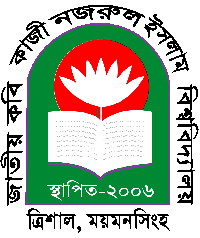 জাতীয় কবি কাজী নজরুল ইসলাম বিশ্ববিদ্যালয়
স্থাপিত-২০০৬
ত্রিশাল, ময়মনসিংহ